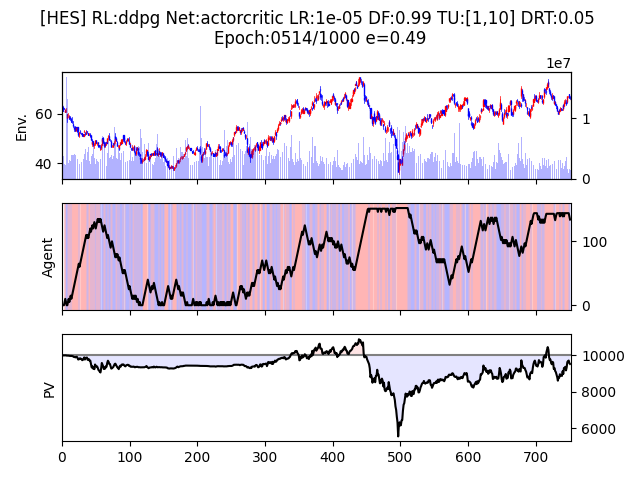 [HES] RL:ddpg Net:actorcritic LR:1e-05 DF:0.99 TU:[1,10] DRT:0.05
Epoch:0514/1000 e=0.49
1e7
Env.
60
40
1
0
Agent
100
0
PV
10000
8000
6000
0 100 200 300 400 500 600 700